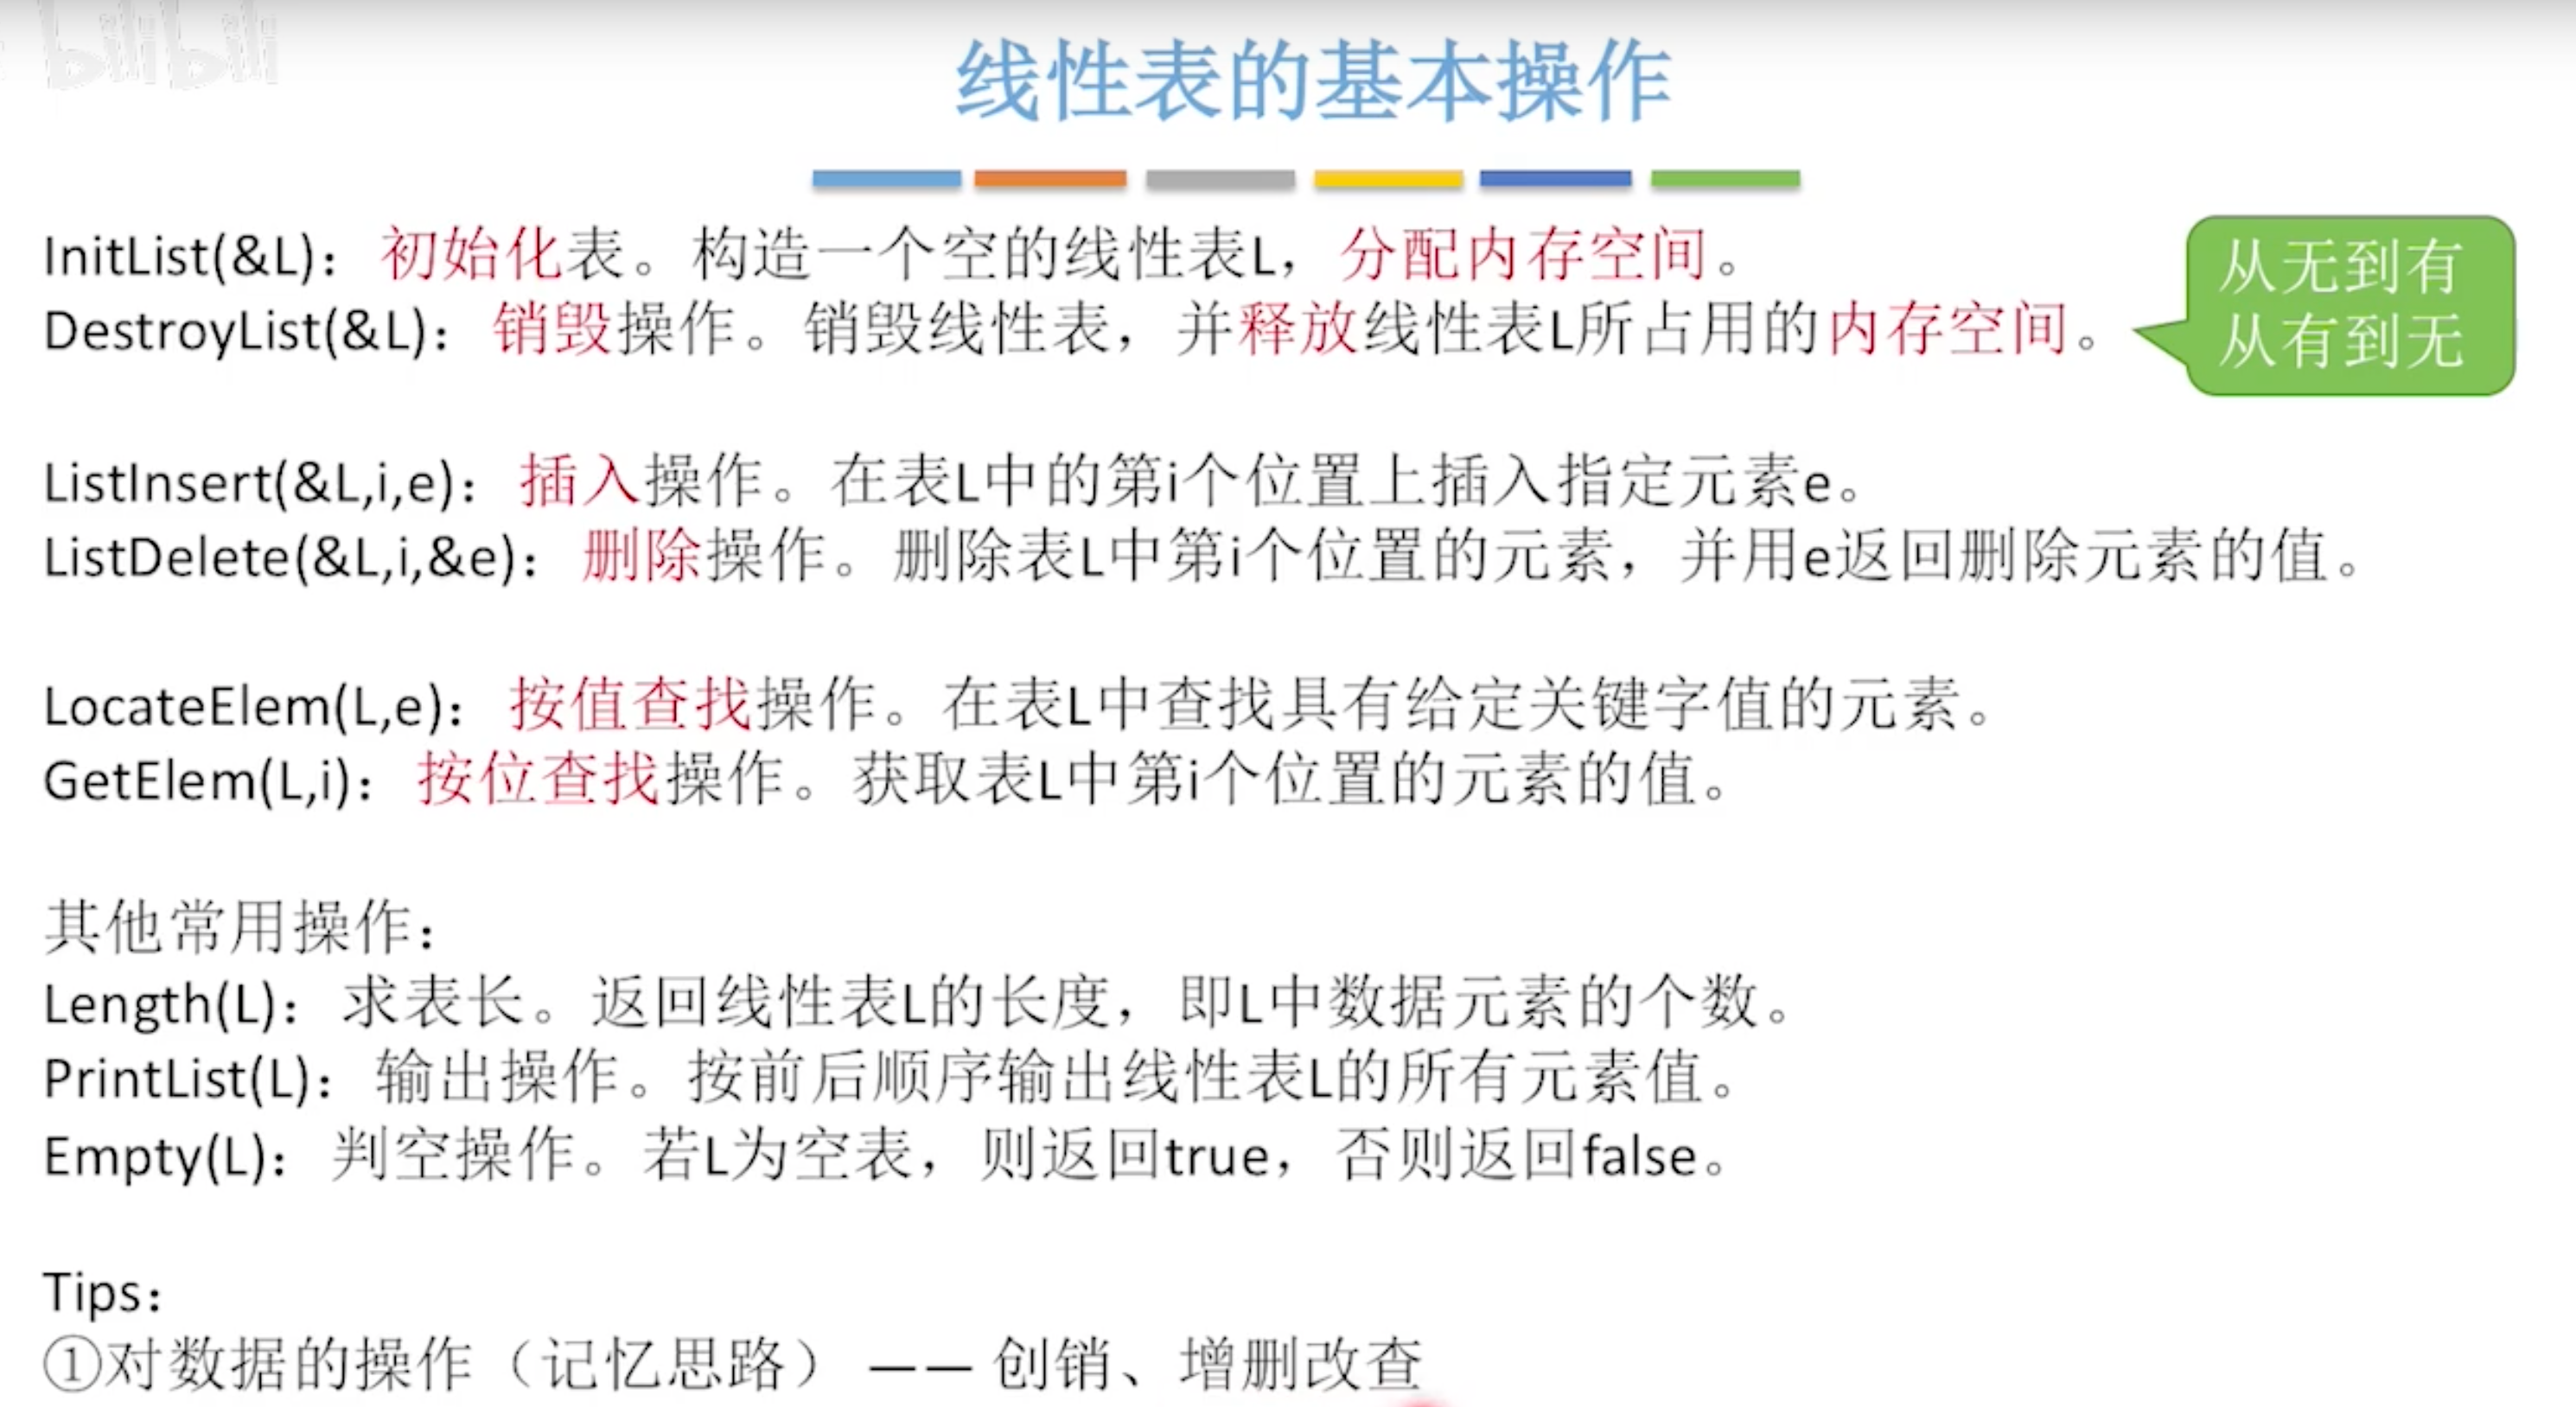 bilibili
线性表的基本操作
InitList(&L)：初始化表。构造一个空的线性表L，分配内存空间。
DestroyList(&L)：销毁操作。销毁线性表，并释放线性表L所占用的内存空间。
从无到有
从有到无
ListInsert(&L,i,e)：插入操作。在表L中的第i个位置上插入指定元素e。
ListDelete(&L,i,&e)：删除操作。删除表L中第i个位置的元素，并用e返回删除元素的值。
LocateElem(L,e)：按值查找操作。在表L中查找具有给定关键字值的元素。
GetElem(L,i)：按位查找操作。获取表L中第i个位置的元素的值。
其他常用操作：
Length(L)：求表长。返回线性表L的长度，即L中数据元素的个数。
PrintList(L)：输出操作。按前后顺序输出线性表L的所有元素值。
Empty(L)：判空操作。若L为空表，则返回true，否则返回false。
Tips：
①对数据的操作（记忆思路） —— 创销、增删改查